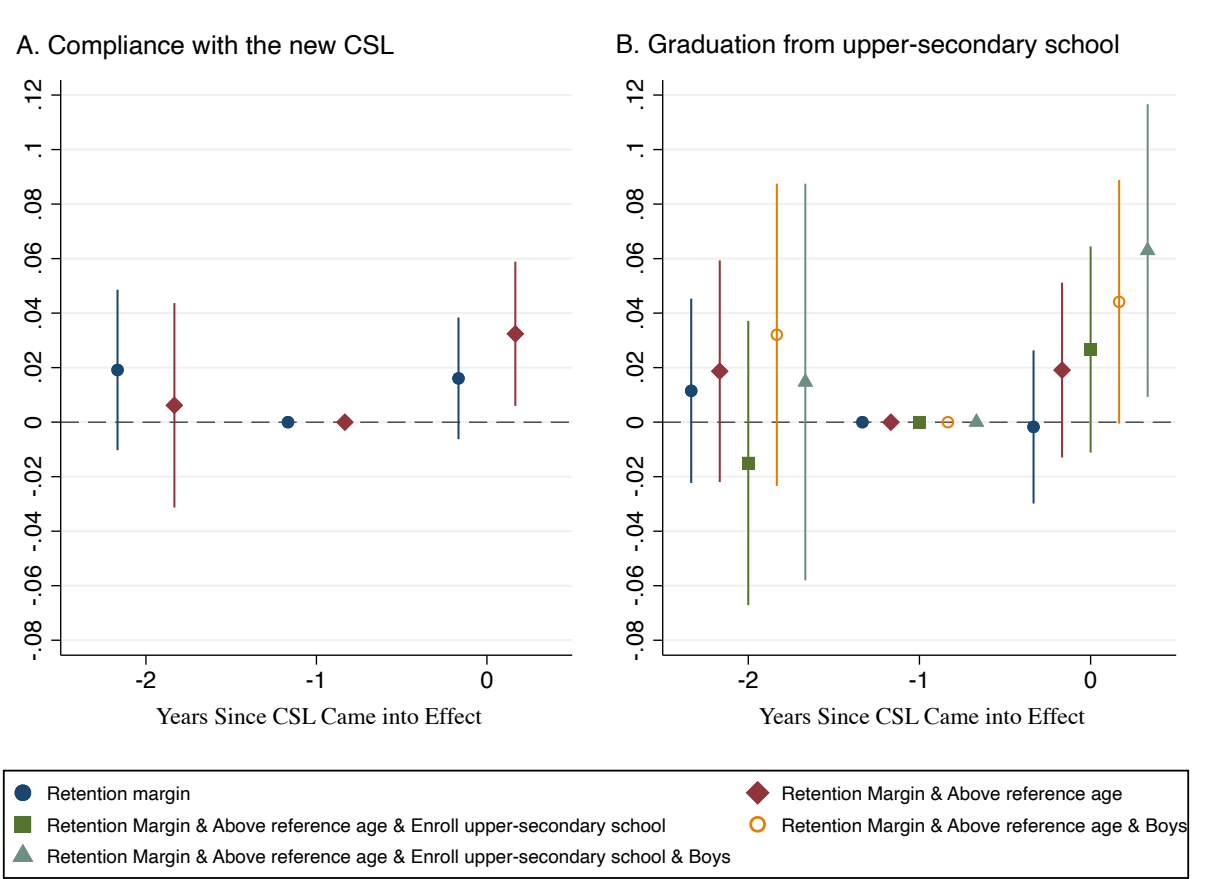 A. Compliance with the new CSL
.12
.1
.08
.06
.04
.02
0
-.02
-.04
-.06
-.08
-2 -1 0
Years Since CSL Came into Effect
B. Graduation from upper-secondary school
.12
.1
.08
.06
.04
.02
0
-.02
-.04
-.06
-.08
-2 -1 0
Years Since CSL Came into Effect
Retention margin
Retention Margin & Above reference age
Retention Margin & Above reference age & Enroll upper-secondary school
Retention Margin & Above reference age & Boys
Retention Margin & Above reference age & Enroll upper-secondary school & Boys